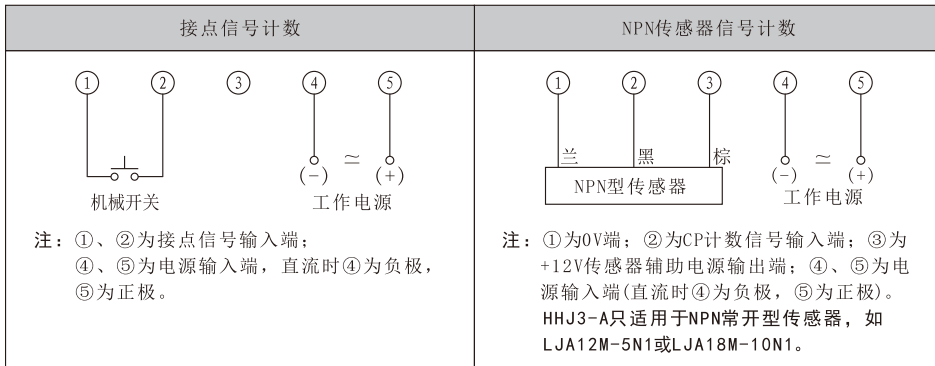 接点信号计数
① ② ③ ④ ⑤
(−) ≃ (+)
机械开关 工作电源
注：①、②为接点信号输入端；
④、⑤为电源输入端，直流时④为负极，
⑤为正极。
NPN传感器信号计数
① ② ③ ④ ⑤
兰 黑 棕
(−) ≃ (+)
NPN型传感器 工作电源
注：①为0V端；②为CP计数信号输入端；③为
+12V传感器辅助电源输出端；④、⑤为电
源输入端(直流时④为负极，⑤为正极)。
HHJ3-A只适用于NPN常开型传感器，如
LJA12M-5N1或LJA18M-10N1。